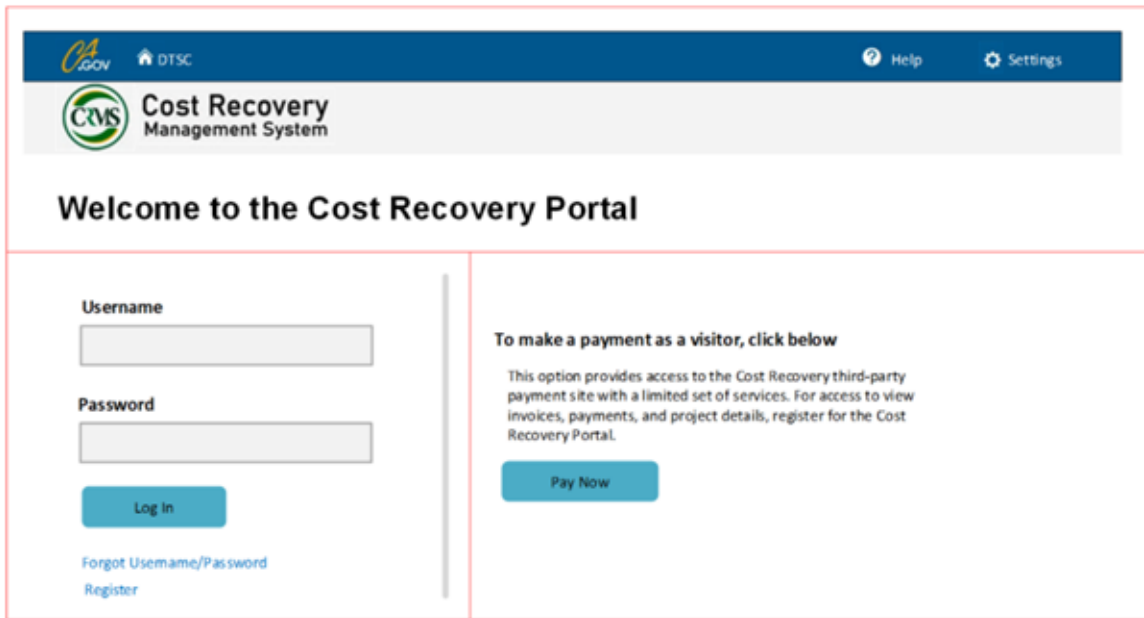 CA.GOV DTSC Help Settings
CRMS
Cost Recovery
Management System
Welcome to the Cost Recovery Portal
Username
Password
Log In
Forgot Username/Password
Register
To make a payment as a visitor, click below
This option provides access to the Cost Recovery third-party
payment site with a limited set of services. For access to view
invoices, payments, and project details, register for the Cost
Recovery Portal.
Pay Now